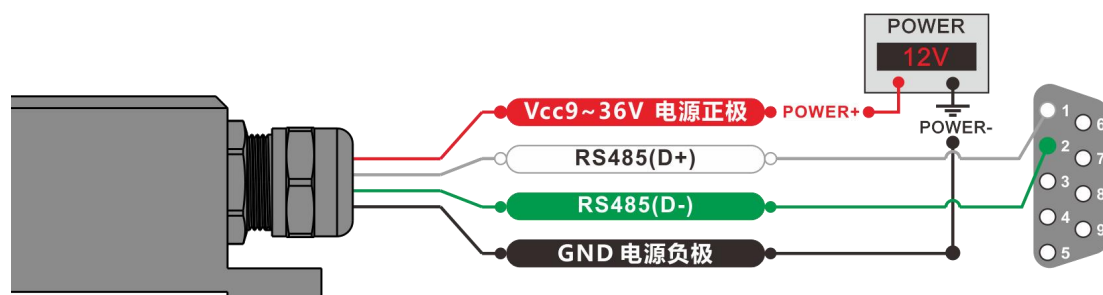 POWER
12V
Vcc9~36V 电源正极
POWER+
POWER-
RS485(D+)
RS485(D-)
GND 电源负极
1
6
2
7
3
8
4
9
5